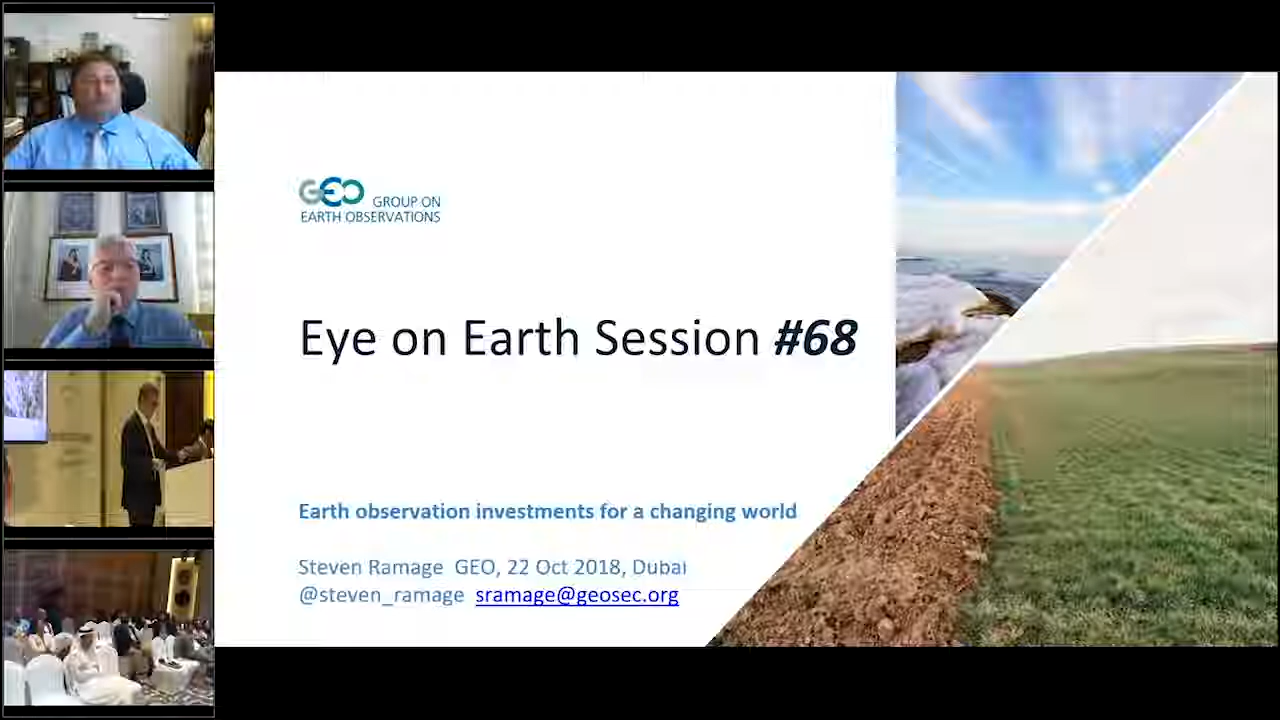 GEO GROUP ON
EARTH OBSERVATIONS
Eye on Earth Session #68
Earth observation investments for a changing world
Steven Ramage GEO, 22 Oct 2018, Dubai
@steven_ramage sramage@geosec.org